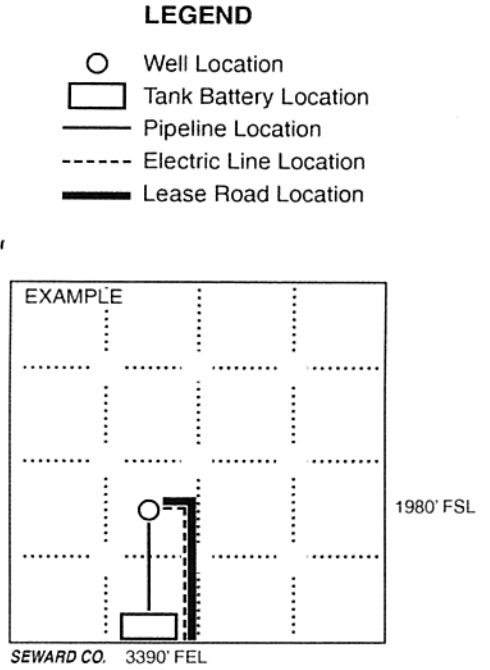 LEGEND
Well Location
Tank Battery Location
Pipeline Location
Electric Line Location
Lease Road Location
EXAMPLE
1980' FSL
SEWARD CO. 3390' FEL